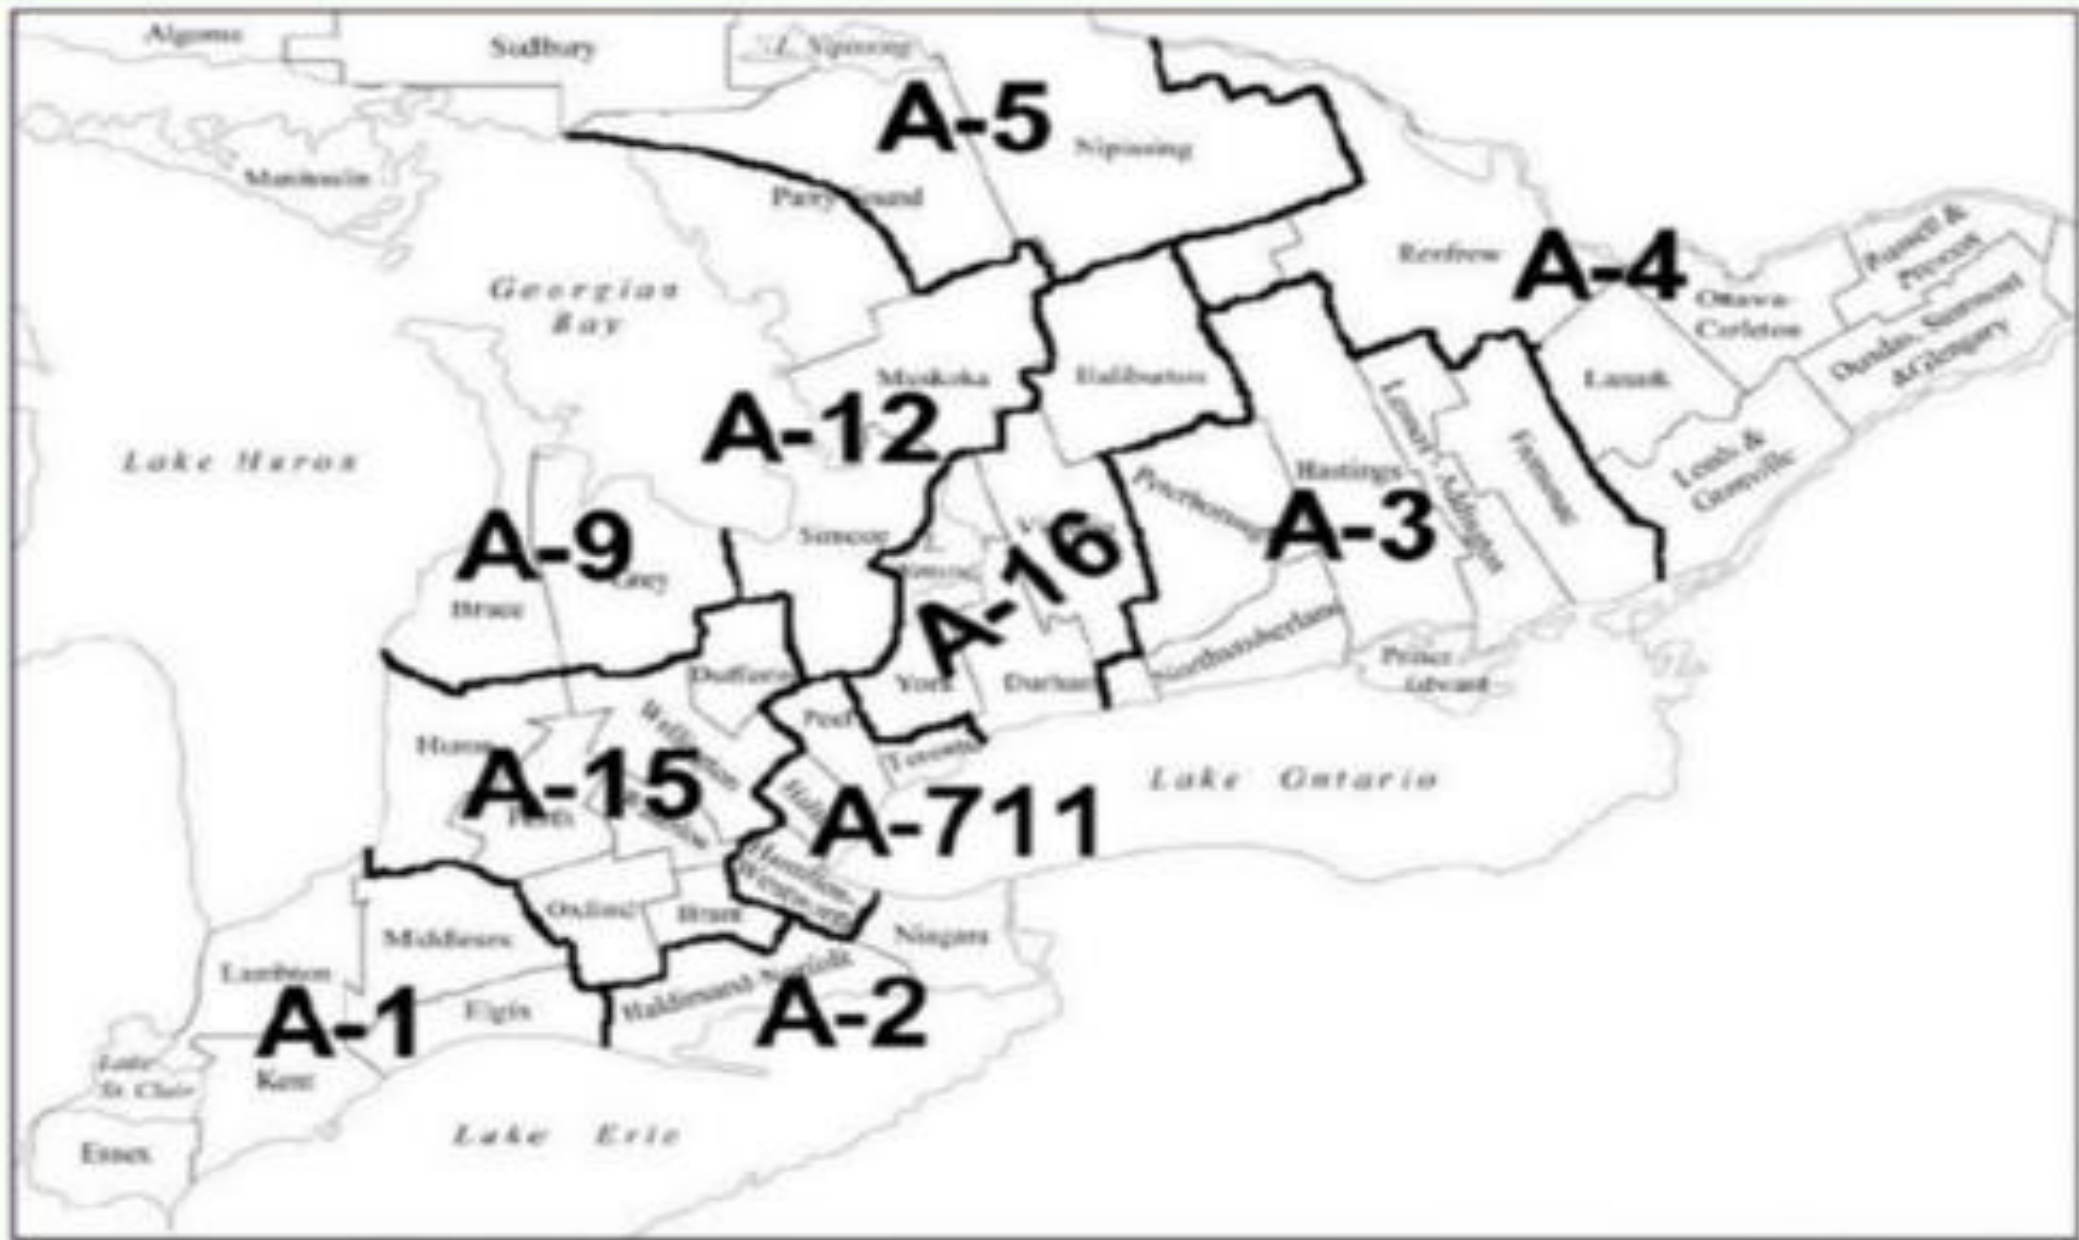 Algoma
Sudbury
L. Nipissing
A-5
Nipissing
Manitoulin
Parry Sound
Renfrew
A-4
Russell &
Prescott
Ottawa-
Carleton
Georgian
Bay
Dundas, Stormont
& Glengary
Muskoka
Haliburton
Lanark
A-12
Lake Huron
Hastings
Frontenac
Leeds &
Grenville
Peterborough
A-3
A-9
Simcoe
A-16
Grey
Bruce
Northumberland
Prince
Edward
Dufferin
York
Durham
Peel
Huron
Wellington
Toronto
Lake Ontario
A-15
Perth
A-711
Hamilton-
Wentworth
Oxford
Brant
Middlesex
Niagara
Lambton
Haldimand-Norfolk
A-1
Elgin
A-2
Lake
St. Clair
Kent
Lake Erie
Essex